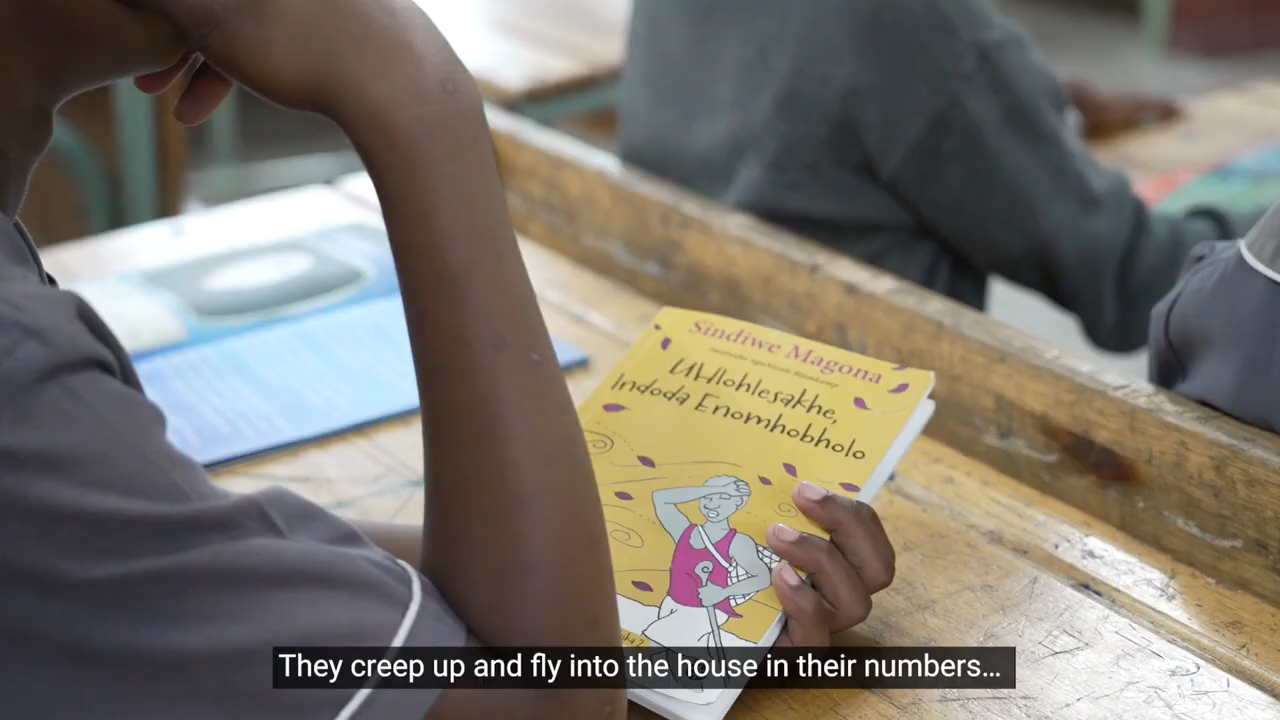 Sindiwe Magona
UHlohlesakhe,
Indoda Enomhobholo
They creep up and fly into the house in their numbers…